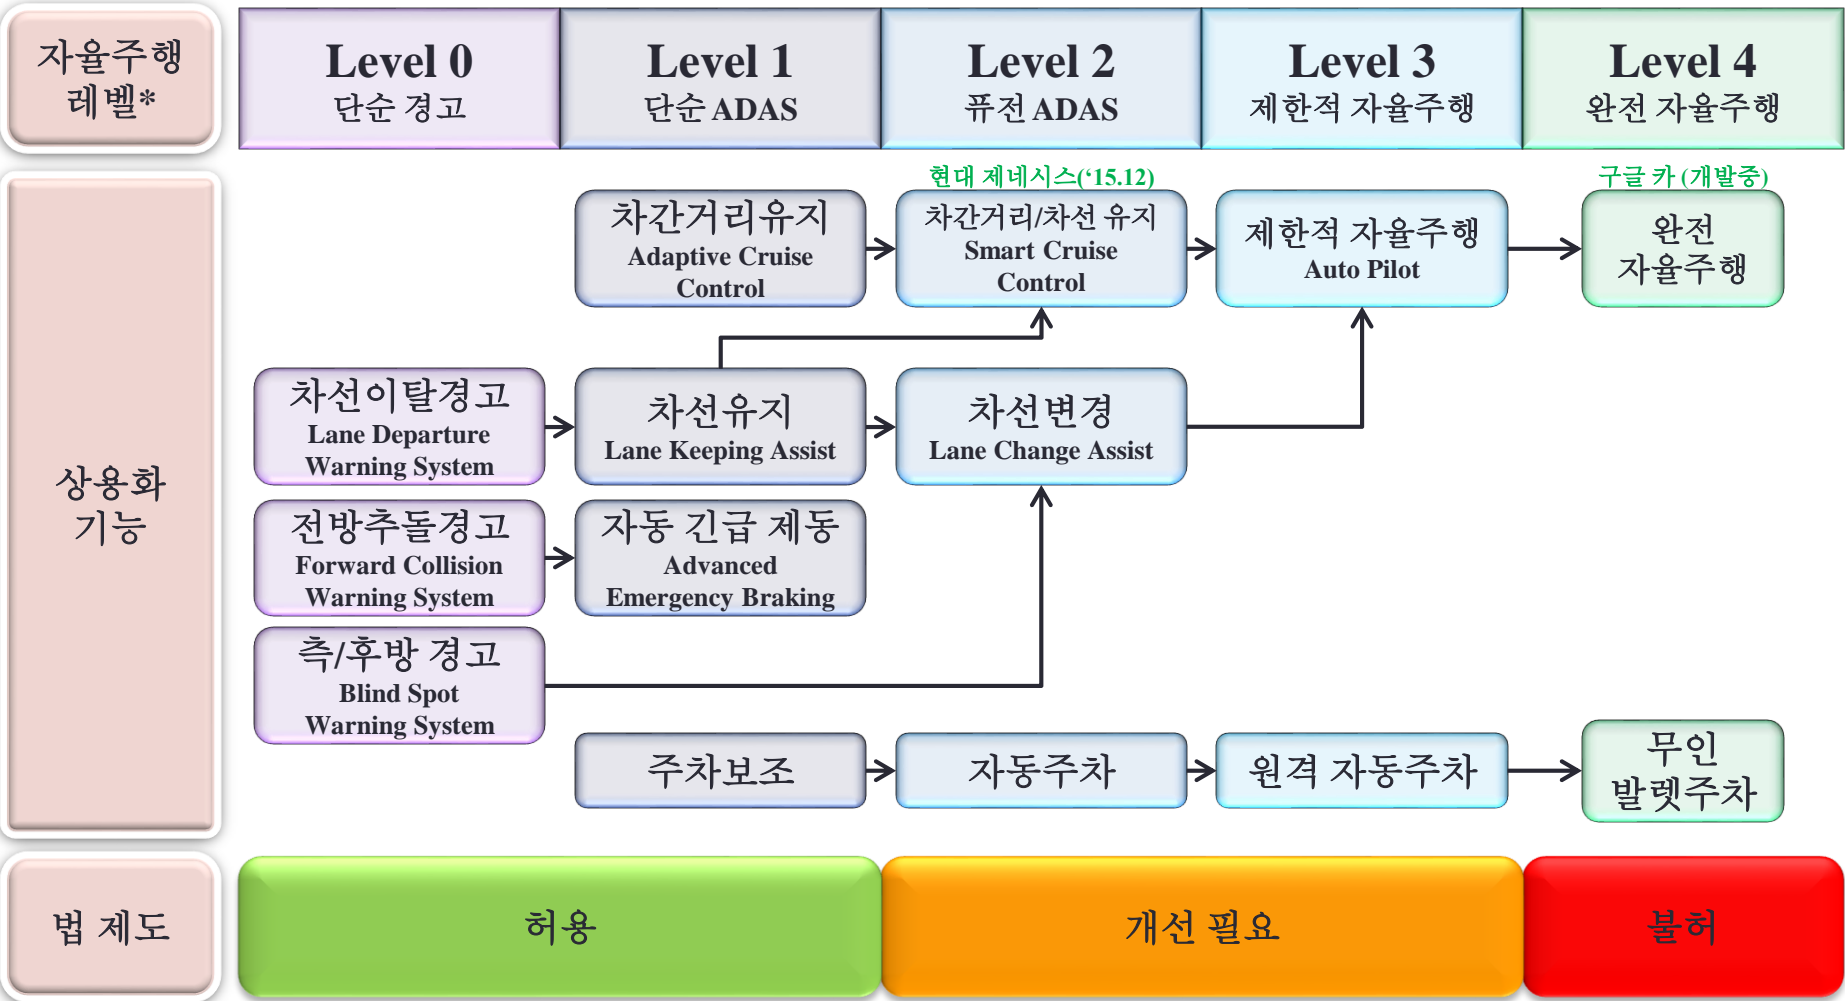 자율주행
레벨*
Level 0
단순 경고
Level 1
단순 ADAS
Level 2
퓨전 ADAS
Level 3
제한적 자율주행
Level 4
완전 자율주행
상용화
기능
현대 제네시스(‘15.12)
구글 카 (개발중)
차간거리유지
Adaptive Cruise
Control
차간거리/차선 유지
Smart Cruise
Control
제한적 자율주행
Auto Pilot
완전
자율주행
차선이탈경고
Lane Departure
Warning System
차선유지
Lane Keeping Assist
차선변경
Lane Change Assist
전방추돌경고
Forward Collision
Warning System
자동 긴급 제동
Advanced
Emergency Braking
측/후방 경고
Blind Spot
Warning System
주차보조
자동주차
원격 자동주차
무인
발렛주차
법 제도
허용
개선 필요
불허